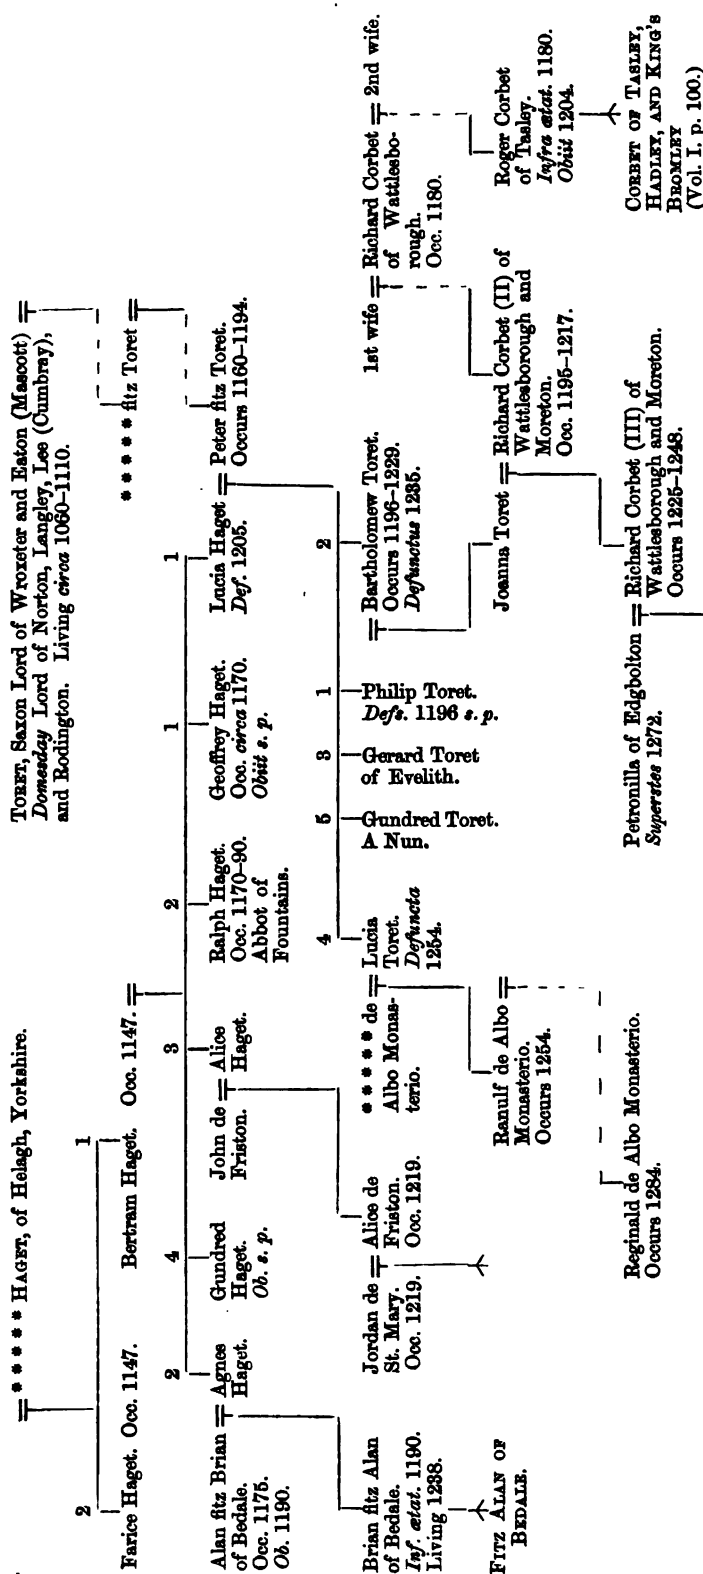 ***** HAGET, of Helagh, Yorkshire.
TORET, Saxon Lord of Wroxeter and Eaton (Mascott)
Domesday Lord of Norton, Langley, Lee (Cumbray),
and Rodington. Living circa 1060–1110.
2
1
Farice Haget. Occ. 1147.
Bertram Haget. Occ. 1147.
***** fitz Toret
2
4
3
2
1
1
Alan fitz Brian
of Bedale.
Occ. 1175.
Ob. 1190.
Agnes
Haget.
Gundred
Haget.
Ob. s. p.
John de
Friston.
Alice
Haget.
Ralph Haget.
Occ. 1170–90.
Abbot of
Fountains.
Geoffrey Haget.
Occ. circa 1170.
Obiit s. p.
Lucia Haget
Def. 1205.
Peter fitz Toret.
Occurs 1160–1194.
4
5
3
1
2
Brian fitz Alan
of Bedale.
Inf. ætat. 1190.
Living 1238.
Jordan de
St. Mary.
Occ. 1219.
Alice de
Friston.
Occ. 1219.
***** de
Albo Monas-
terio.
Lucia
Toret.
Defuncta
1254.
Gundred Toret.
A Nun.
Gerard Toret
of Evelith.
Philip Toret.
Defs. 1196 s. p.
Bartholomew Toret.
Occurs 1196–1229.
Defunctus 1235.
1st wife
Richard Corbet
of Wattlesbo-
rough.
Occ. 1180.
2nd wife.
FITZ ALAN OF
BEDALE.
Ranulf de Albo
Monasterio.
Occurs 1254.
Joanna Toret
Richard Corbet (II) of
Wattlesborough and
Moreton.
Occ. 1195–1217.
Roger Corbet
of Tasley.
Infra ætat. 1180.
Obiit 1204.
Reginald de Albo Monasterio.
Occurs 1284.
Petronilla of Edgbolton
Superstes 1272.
Richard Corbet (III) of
Wattlesborough and Moreton.
Occurs 1225–1248.
CORBET OF TASLEY,
HADLEY, AND KING'S
BROMLEY
(Vol. I. p. 100.)